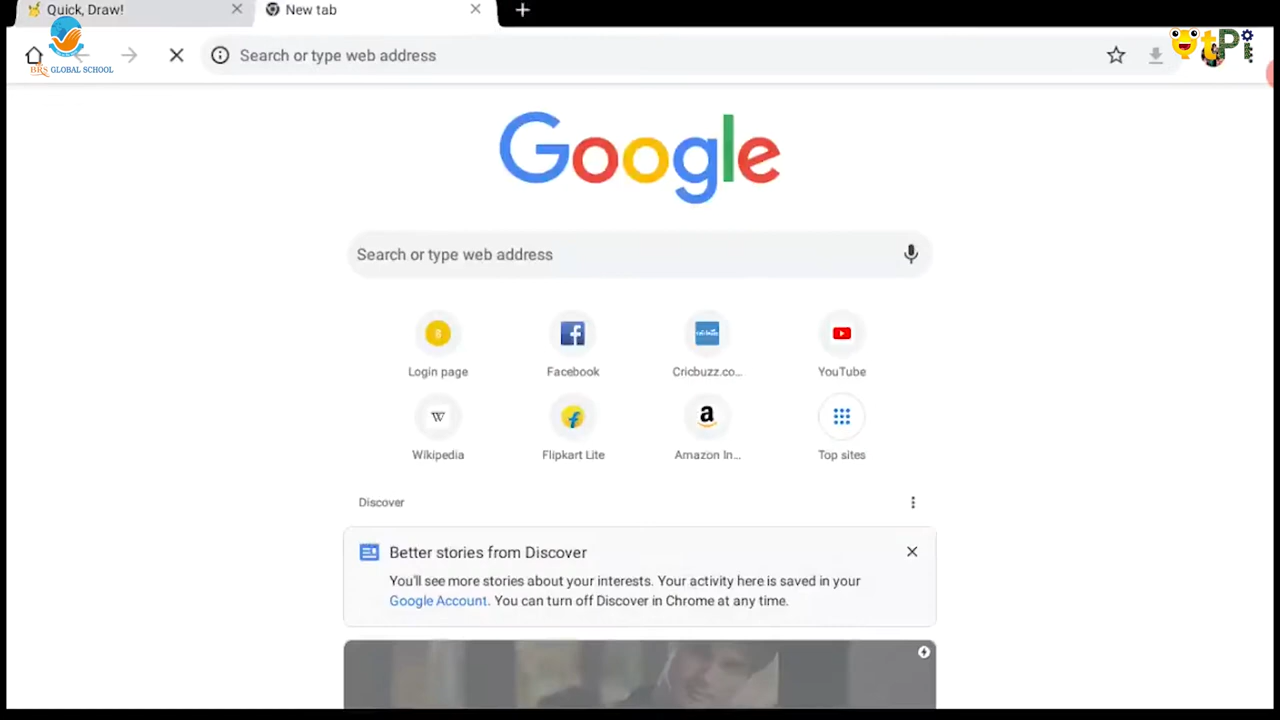 Quick, Draw!
New tab
BRS GLOBAL SCHOOL
Search or type web address
Google
Search or type web address
Login page
Facebook
Cricbuzz.co...
YouTube
Wikipedia
Flipkart Lite
Amazon In...
Top sites
Discover
Better stories from Discover
You'll see more stories about your interests. Your activity here is saved in your
Google Account. You can turn off Discover in Chrome at any time.